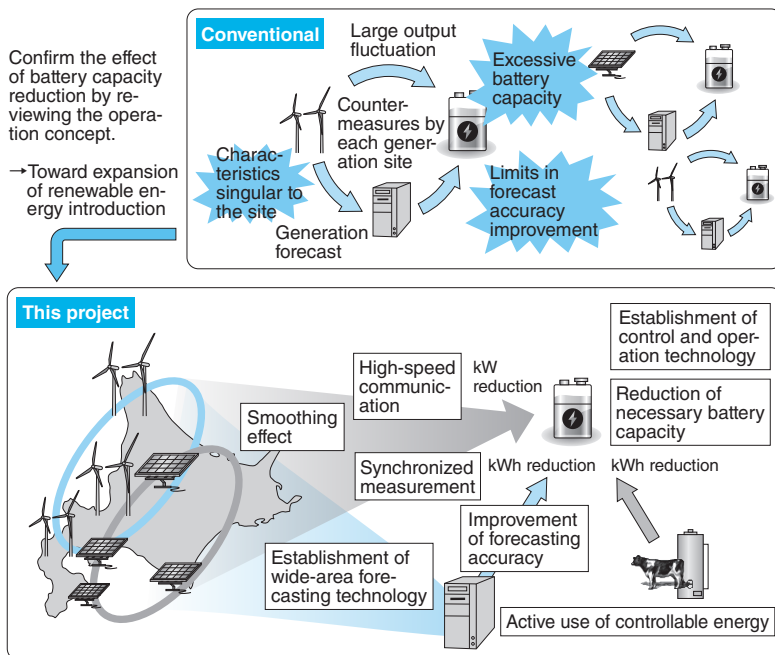 Confirm the effect
of battery capacity
reduction by re-
viewing the opera-
tion concept.
→Toward expansion
of renewable en-
ergy introduction
Conventional
Large output
fluctuation
Counter-
measures by
each gener-
ation site
Charac-
teristics
singular to
the site
Generation
forecast
Excessive
battery
capacity
Limits in
forecast
accuracy
improvement
This project
Smoothing
effect
High-speed
communic-
ation
Synchronized
measurement
Establishment of
wide-area fore-
casting technology
kW
reduction
Establishment of
control and oper-
ation technology
Reduction of
necessary battery
capacity
kWh reduction
kWh reduction
Improvement
of forecasting
accuracy
Active use of controllable energy